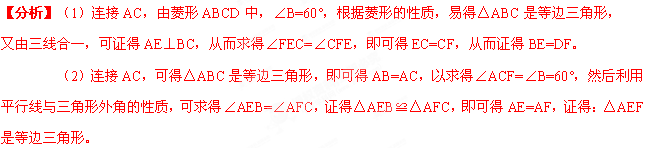 【分析】（1）连接 AC，由菱形 ABCD 中，∠B=60°，根据菱形的性质，易得△ABC 是等边三角形，
又由三线合一，可证得 AE⊥BC，从而求得∠FEC=∠CFE，即可得 EC=CF，从而证得 BE=DF。
（2）连接 AC，可得△ABC 是等边三角形，即可得 AB=AC，以求得∠ACF=∠B=60°，然后利用
平行线与三角形外角的性质，可求得∠AEB=∠AFC，证得△AEB≌△AFC，即可得 AE=AF，证得：△AEF
是等边三角形。